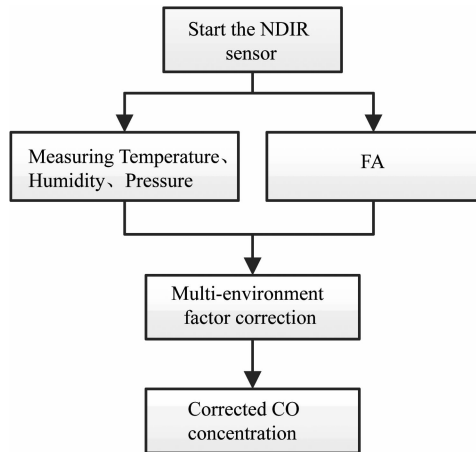 Start the NDIR
sensor
Measuring Temperature、
Humidity、Pressure
FA
Multi-environment
factor correction
Corrected CO
concentration